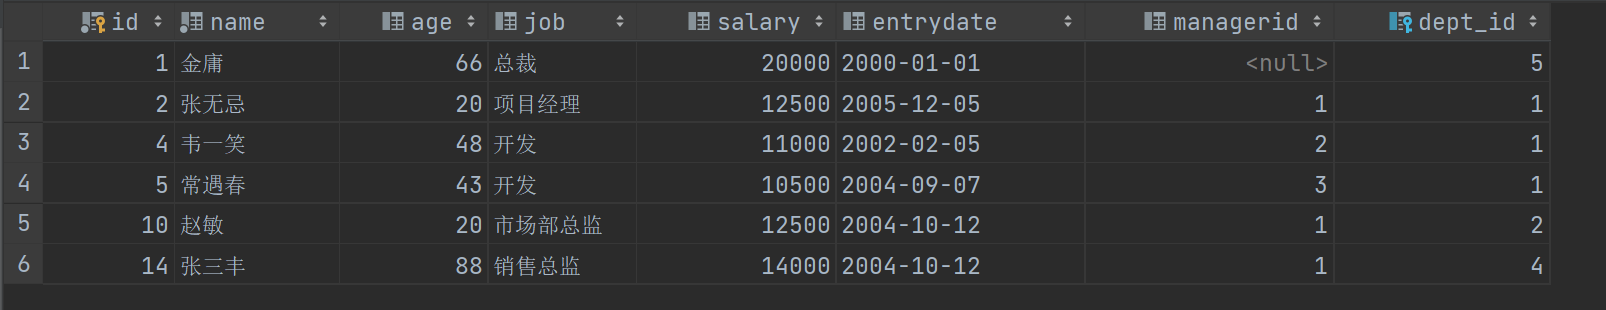 id name age job salary entrydate managerid dept_id
1 1 金庸 66 总裁 20000 2000-01-01 <null> 5
2 2 张无忌 20 项目经理 12500 2005-12-05 1 1
3 4 韦一笑 48 开发 11000 2002-02-05 2 1
4 5 常遇春 43 开发 10500 2004-09-07 3 1
5 10 赵敏 20 市场部总监 12500 2004-10-12 1 2
6 14 张三丰 88 销售总监 14000 2004-10-12 1 4